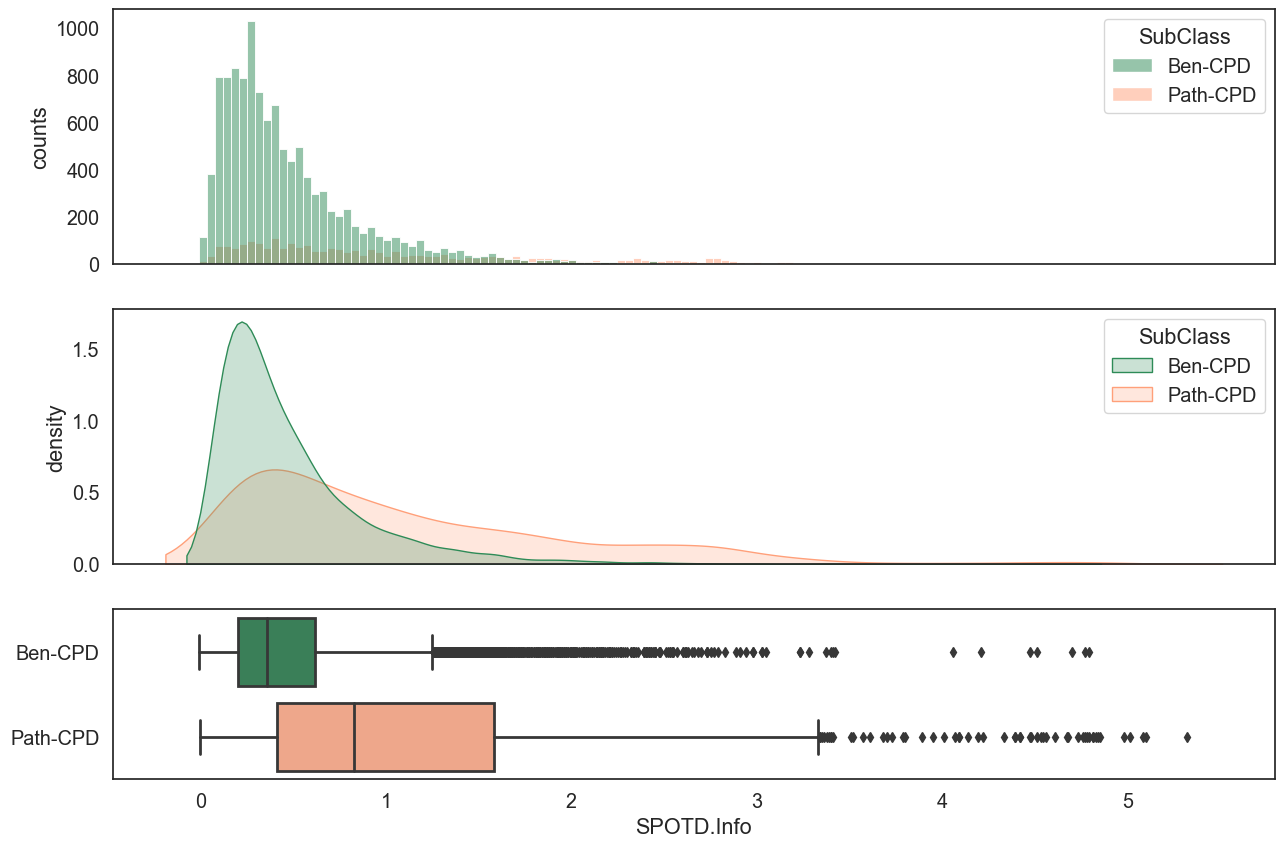 1000
800
600
400
200
0
counts
SubClass
Ben-CPD
Path-CPD
1.5
1.0
0.5
0.0
density
SubClass
Ben-CPD
Path-CPD
Ben-CPD
Path-CPD
0 1 2 3 4 5
SPOTD.Info